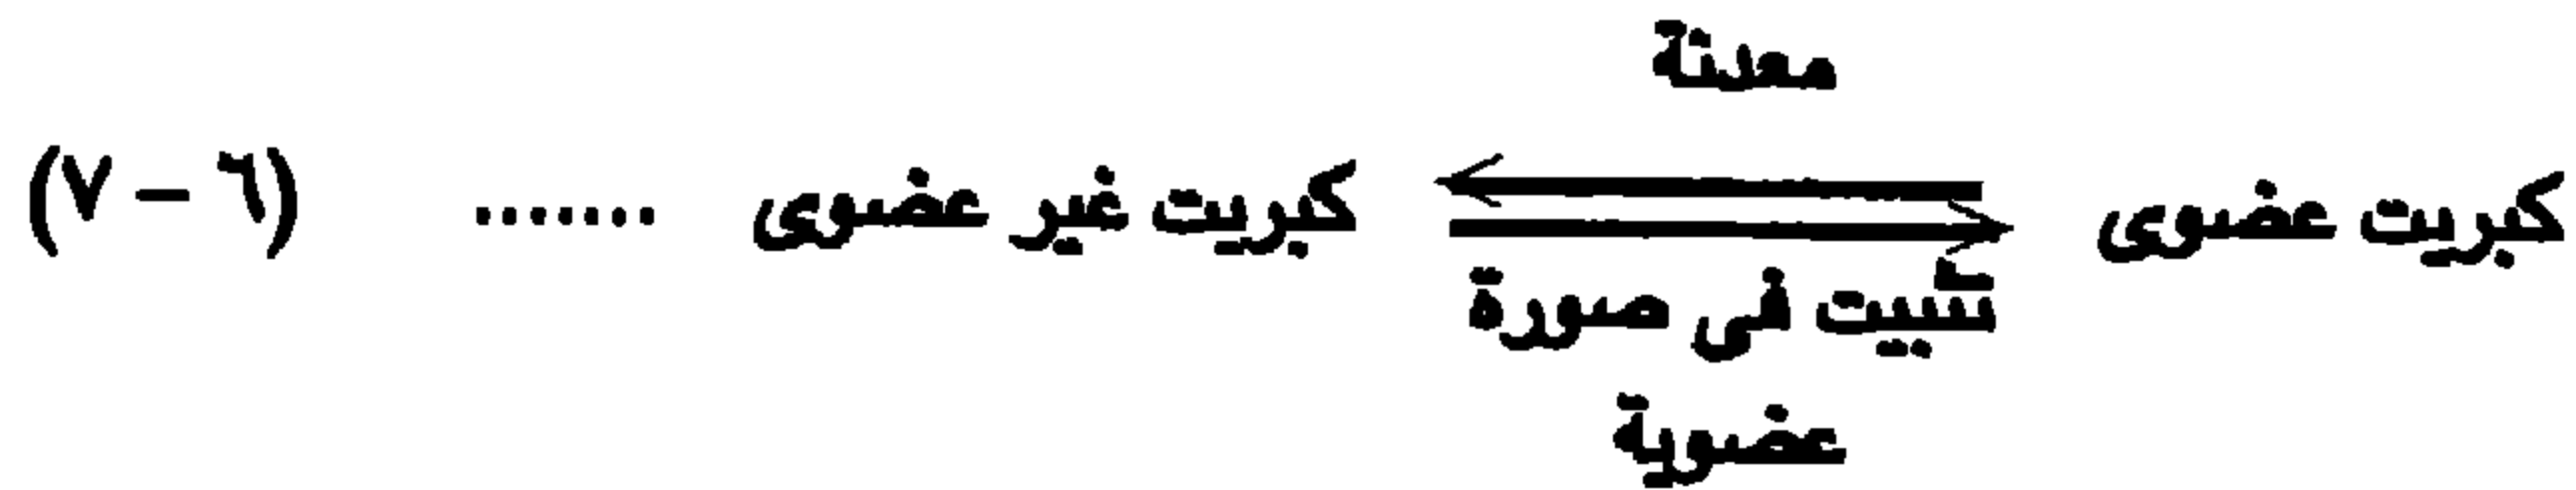 معدنة
كبريت عضوى ⇌ كبريت غير عضوى ....... (٦ – ٧)
تثبيت فى صورة
عضوية